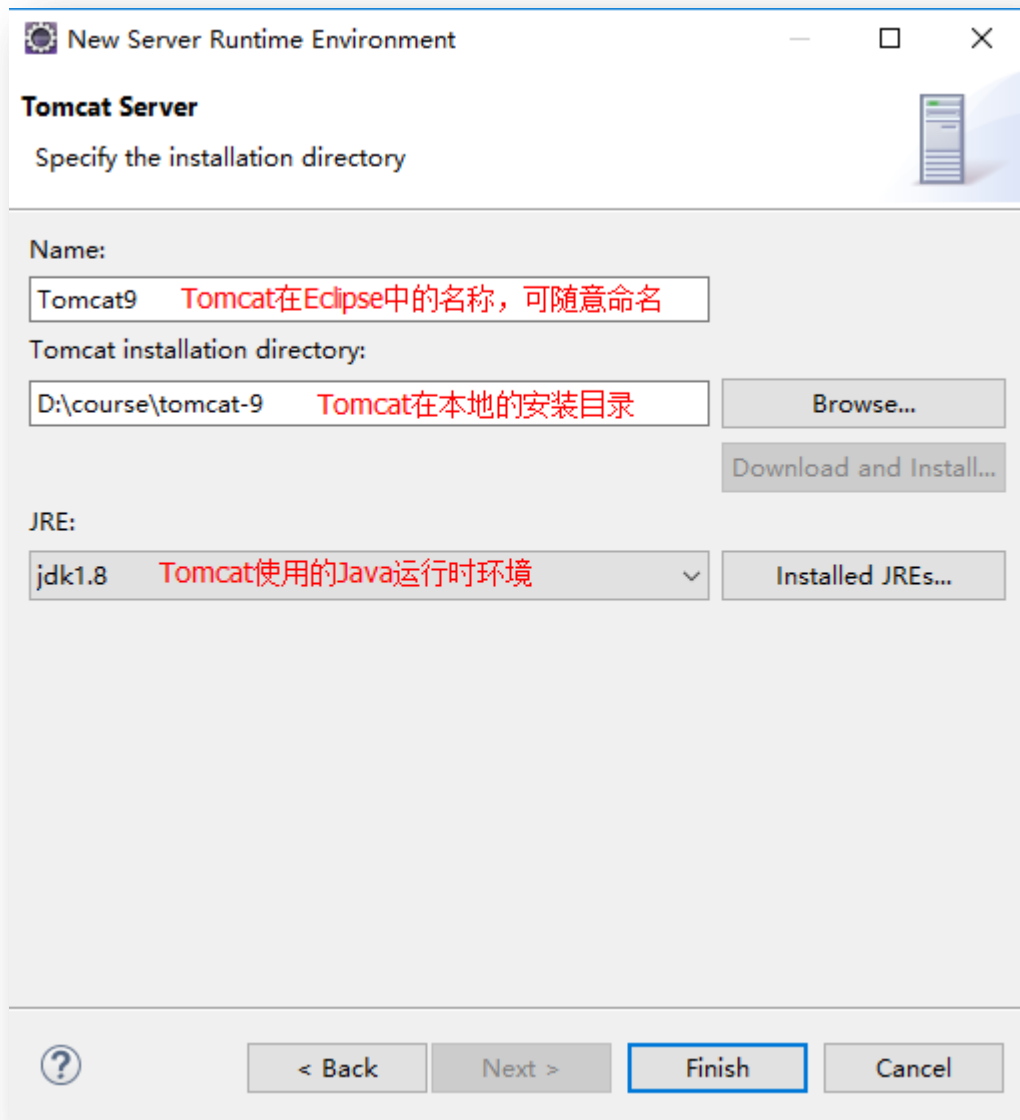 New Server Runtime Environment
Tomcat Server
Specify the installation directory
Name:
Tomcat9 Tomcat在Eclipse中的名称，可随意命名
Tomcat installation directory:
D:\course\tomcat-9 Tomcat在本地的安装目录 Browse...
Download and Install...
JRE:
jdk1.8 Tomcat使用的Java运行时环境 Installed JREs...
? < Back Next > Finish Cancel